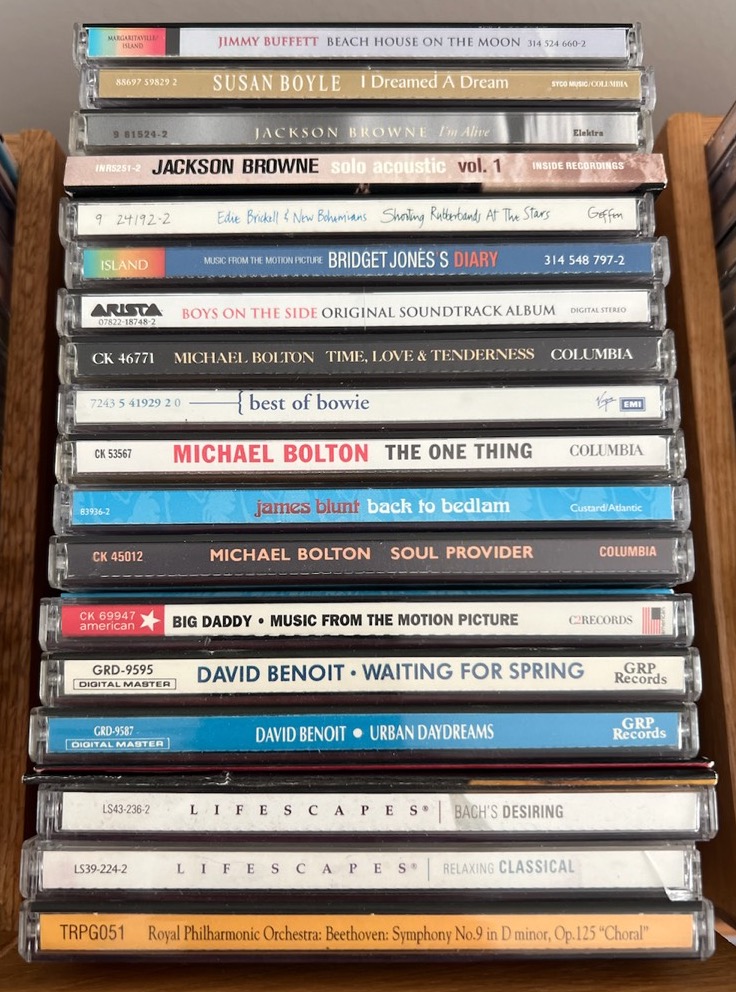 MARGARITAVILLE/
ISLAND
JIMMY BUFFETT BEACH HOUSE ON THE MOON 314 524 660-2
88697 59829 2 SUSAN BOYLE I Dreamed A Dream SYCO MUSIC/COLUMBIA
9 61524-2 JACKSON BROWNE I'm Alive Elektra
INR5251-2 JACKSON BROWNE solo acoustic vol. 1 INSIDE RECORDINGS
9 24192-2 Edie Brickell & New Bohemians Shooting Rubberbands At The Stars Geffen
ISLAND MUSIC FROM THE MOTION PICTURE BRIDGET JONES'S DIARY 314 548 797-2
ARISTA
07822-18748-2
BOYS ON THE SIDE ORIGINAL SOUNDTRACK ALBUM DIGITAL STEREO
CK 46771 MICHAEL BOLTON TIME, LOVE & TENDERNESS COLUMBIA
7243 5 41929 2 0 { best of bowie Virgin EMI
CK 53567 MICHAEL BOLTON THE ONE THING COLUMBIA
83936-2 james blunt back to bedlam Custard/Atlantic
CK 45012 MICHAEL BOLTON SOUL PROVIDER COLUMBIA
CK 69947
american
BIG DADDY • MUSIC FROM THE MOTION PICTURE C2RECORDS
GRD-9595
DIGITAL MASTER
DAVID BENOIT • WAITING FOR SPRING
GRP
Records
GRD-9587
DIGITAL MASTER
DAVID BENOIT • URBAN DAYDREAMS
GRP
Records
LS43-236-2 LIFESCAPES® | BACH'S DESIRING
LS39-224-2 LIFESCAPES® | RELAXING CLASSICAL
TRPG051 Royal Philharmonic Orchestra: Beethoven: Symphony No.9 in D minor, Op.125 "Choral"